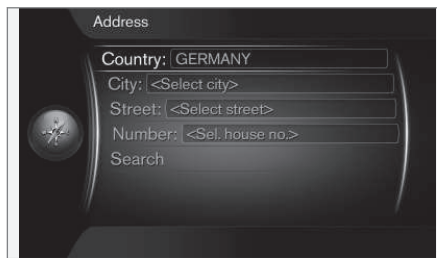 Address
Country: GERMANY
City: <Select city>
Street: <Select street>
Number: <Sel. house no.>
Search